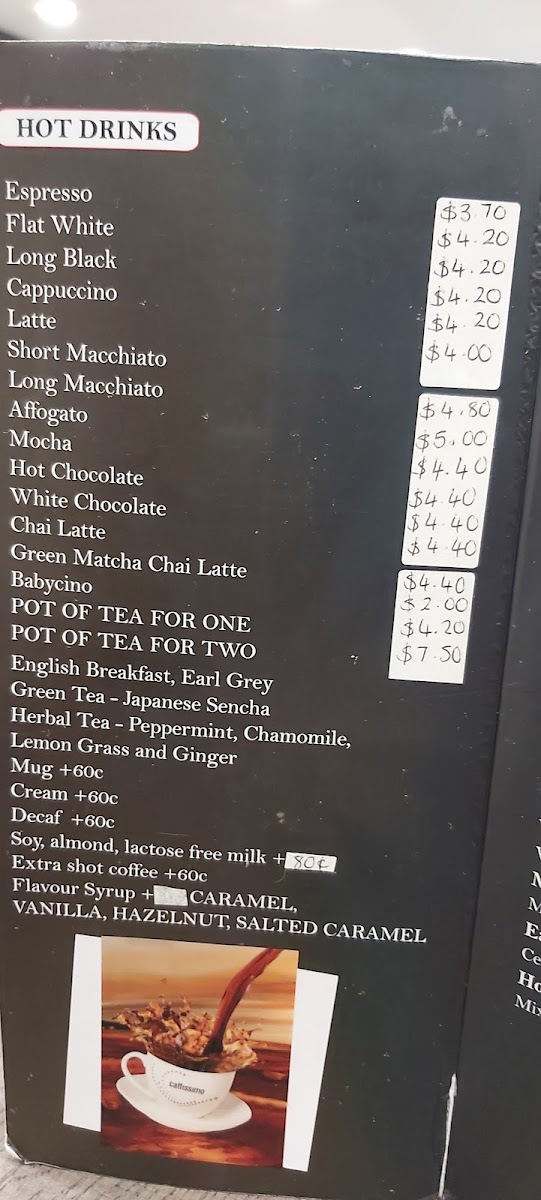 HOT DRINKS
Espresso $3.70
Flat White $4.20
Long Black $4.20
Cappuccino $4.20
Latte $4.20
Short Macchiato $4.00
Long Macchiato $4.80
Affogato $5.00
Mocha $4.40
Hot Chocolate $4.40
White Chocolate $4.40
Chai Latte $4.40
Green Matcha Chai Latte $4.40
Babycino $2.00
POT OF TEA FOR ONE $4.20
POT OF TEA FOR TWO $7.50
English Breakfast, Earl Grey
Green Tea - Japanese Sencha
Herbal Tea - Peppermint, Chamomile,
Lemon Grass and Ginger
Mug +60c
Cream +60c
Decaf +60c
Soy, almond, lactose free milk + 80¢
Extra shot coffee +60c
Flavour Syrup + CARAMEL,
VANILLA, HAZELNUT, SALTED CARAMEL
caffissimo